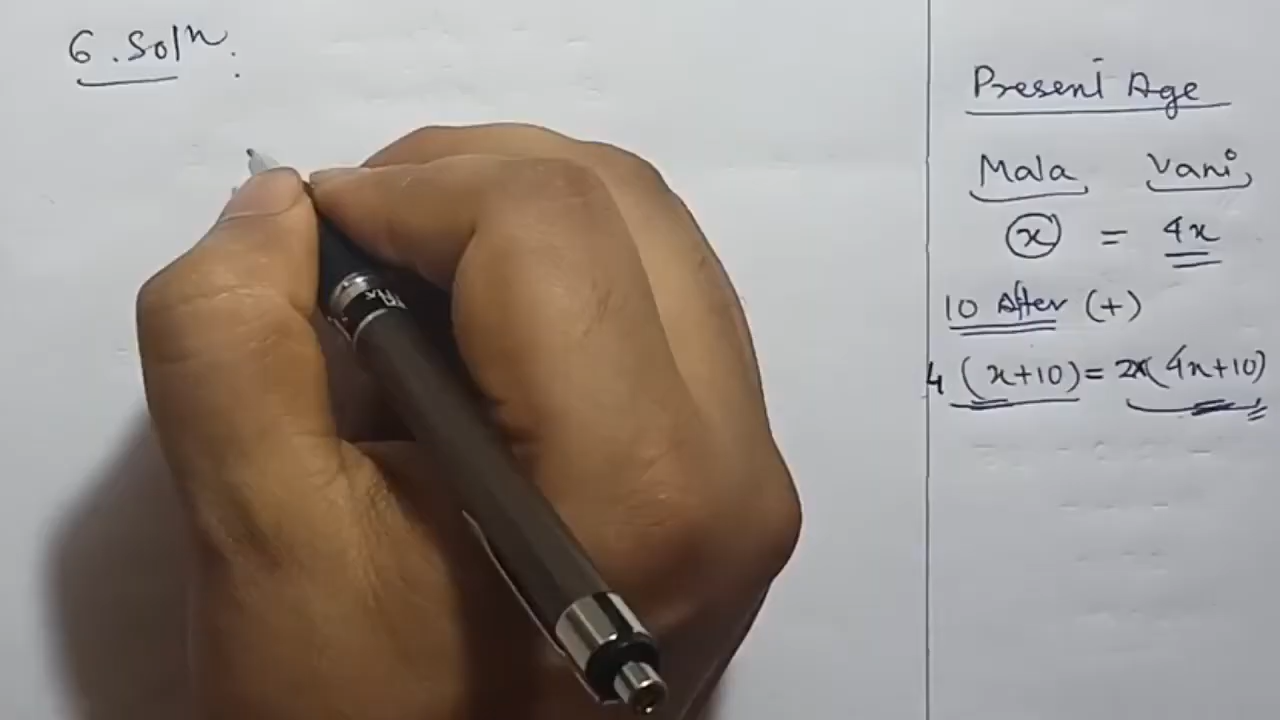 6. Soln.
Present Age
Mala Vani
x = 4x
10 After (+)
4 (x+10) = 2x(4x+10)